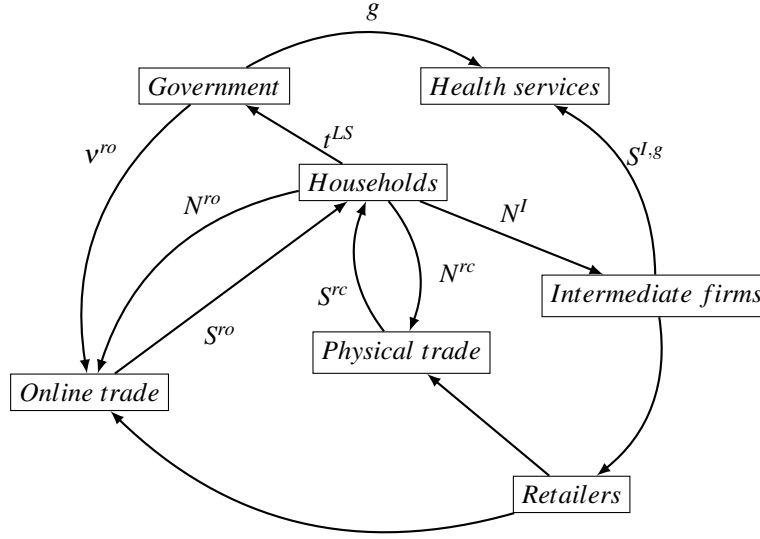 g
Government
Health services
t^{LS}
ν^{ro}
S^{I,g}
Households
N^{ro}
N^{I}
N^{rc}
S^{rc}
Intermediate firms
S^{ro}
Physical trade
Online trade
Retailers